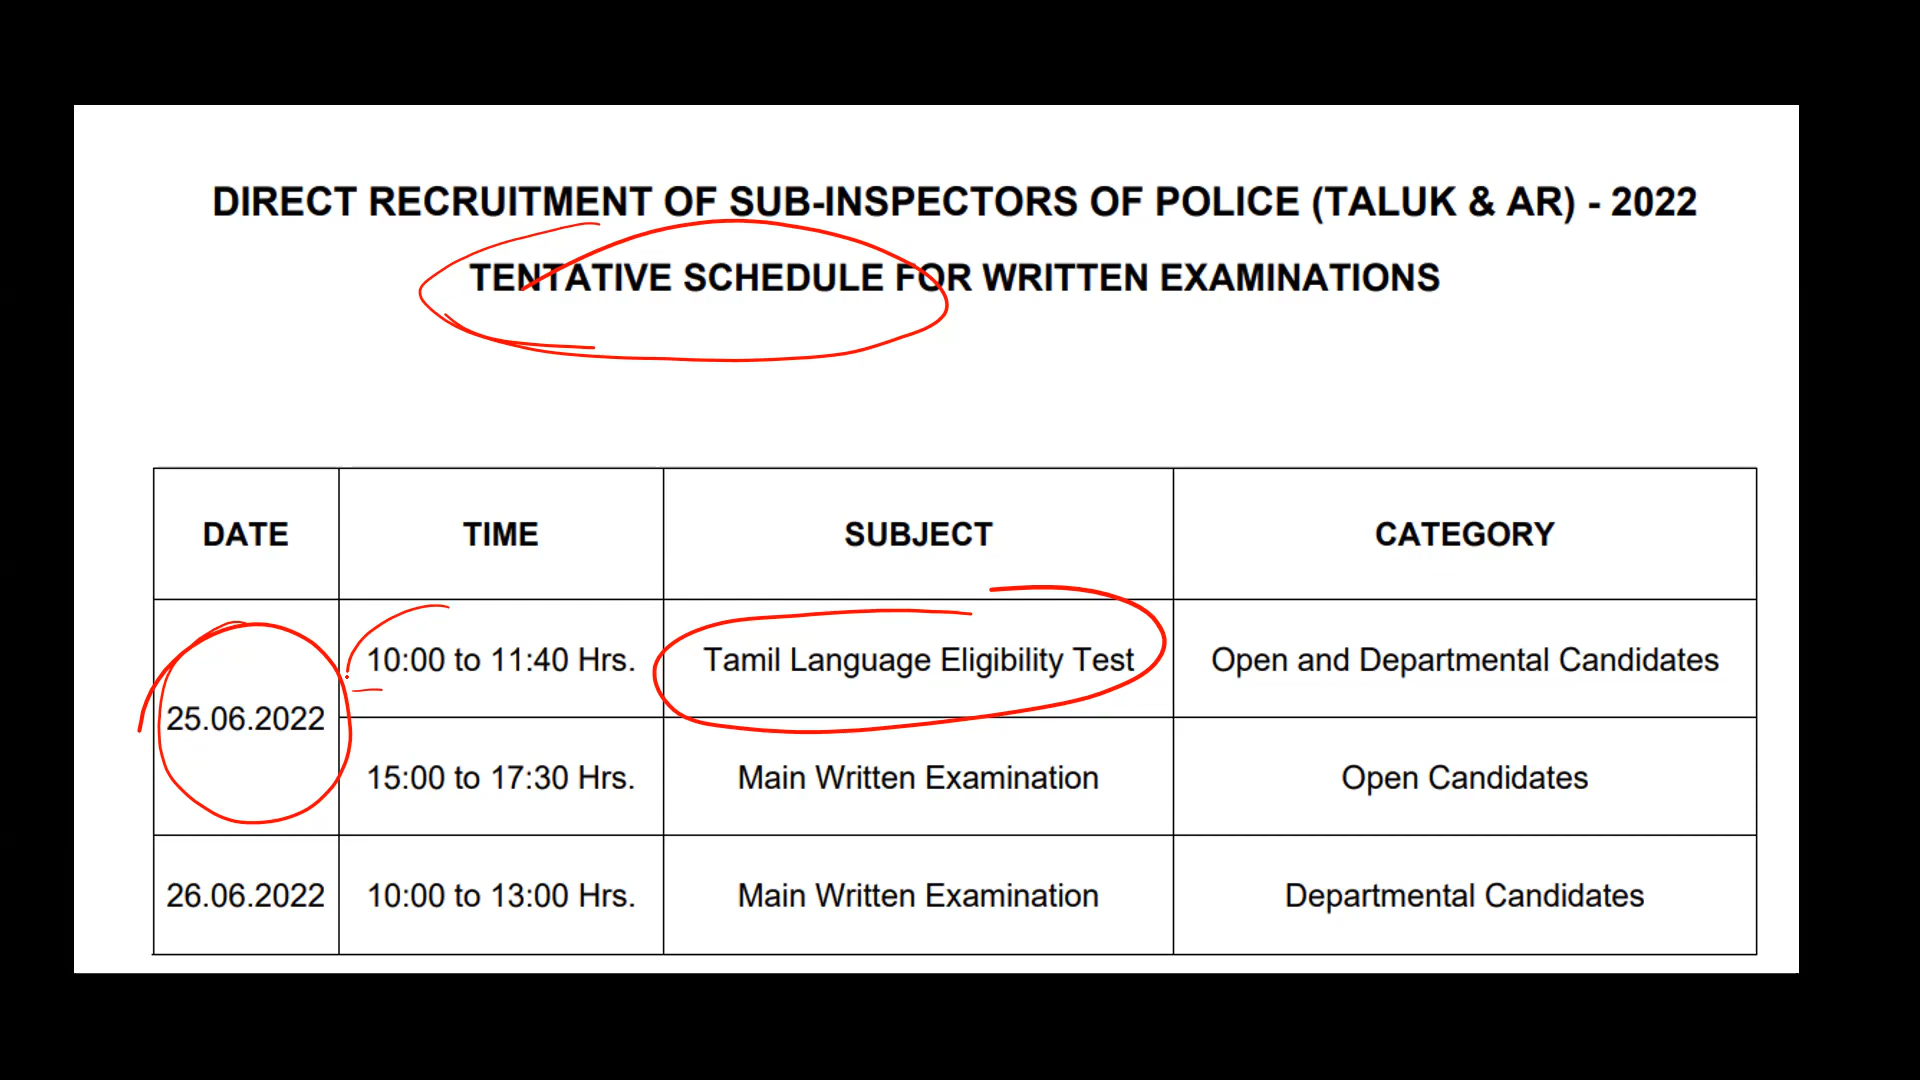 DIRECT RECRUITMENT OF SUB-INSPECTORS OF POLICE (TALUK & AR) - 2022
TENTATIVE SCHEDULE FOR WRITTEN EXAMINATIONS
DATE TIME SUBJECT CATEGORY
25.06.2022 10:00 to 11:40 Hrs. Tamil Language Eligibility Test Open and Departmental Candidates
15:00 to 17:30 Hrs. Main Written Examination Open Candidates
26.06.2022 10:00 to 13:00 Hrs. Main Written Examination Departmental Candidates